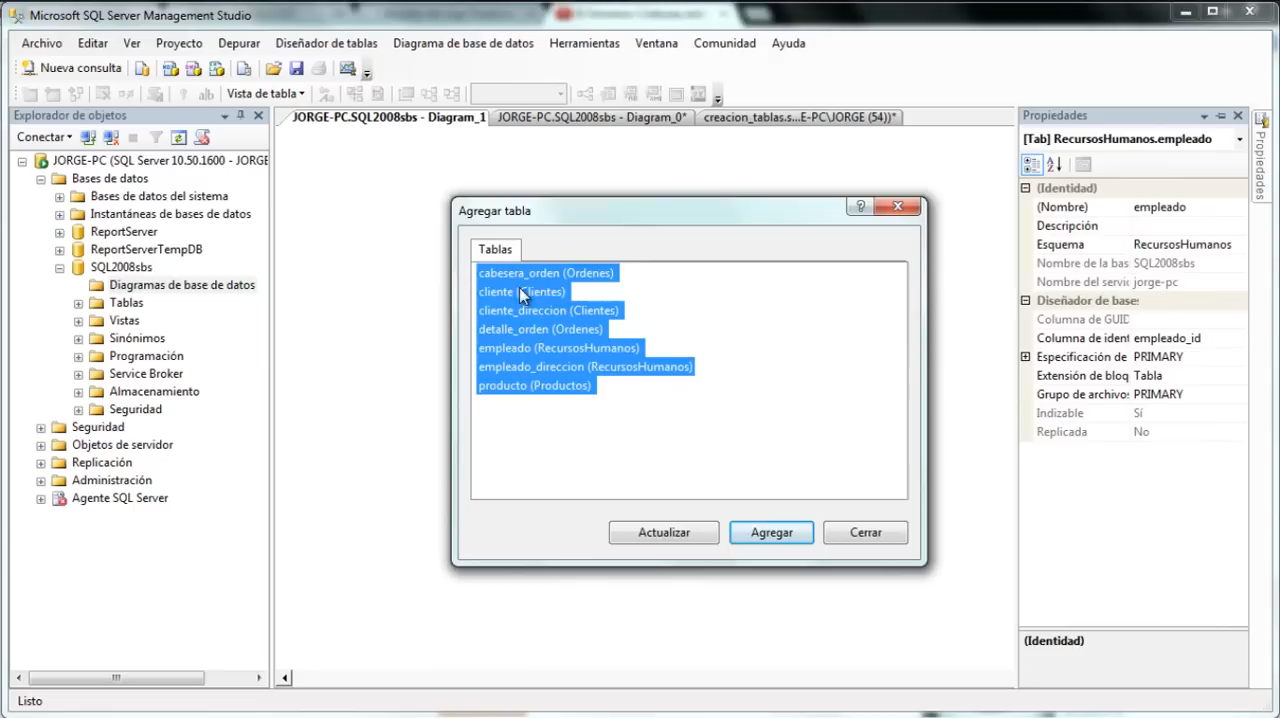 Microsoft SQL Server Management Studio
Archivo Editar Ver Proyecto Depurar Diseñador de tablas Diagrama de base de datos Herramientas Ventana Comunidad Ayuda
Nueva consulta
Vista de tabla
Explorador de objetos
Conectar
JORGE-PC (SQL Server 10.50.1600 - JORGE
Bases de datos
Bases de datos del sistema
Instantáneas de bases de datos
ReportServer
ReportServerTempDB
SQL2008sbs
Diagramas de base de datos
Tablas
Vistas
Sinónimos
Programación
Service Broker
Almacenamiento
Seguridad
Seguridad
Objetos de servidor
Replicación
Administración
Agente SQL Server
JORGE-PC.SQL2008sbs - Diagram_1 JORGE-PC.SQL2008sbs - Diagram_0* creacion_tablas.s...E-PC\JORGE (54))*
Agregar tabla
Tablas
cabesera_orden (Ordenes)
cliente (Clientes)
cliente_direccion (Clientes)
detalle_orden (Ordenes)
empleado (RecursosHumanos)
empleado_direccion (RecursosHumanos)
producto (Productos)
Actualizar Agregar Cerrar
Propiedades
[Tab] RecursosHumanos.empleado
(Identidad)
(Nombre) empleado
Descripción
Esquema RecursosHumanos
Nombre de la bas SQL2008sbs
Nombre del servic jorge-pc
Diseñador de base:
Columna de GUID
Columna de ident empleado_id
Especificación de PRIMARY
Extensión de bloq Tabla
Grupo de archivo: PRIMARY
Indizable Sí
Replicada No
(Identidad)
Propiedades
Listo